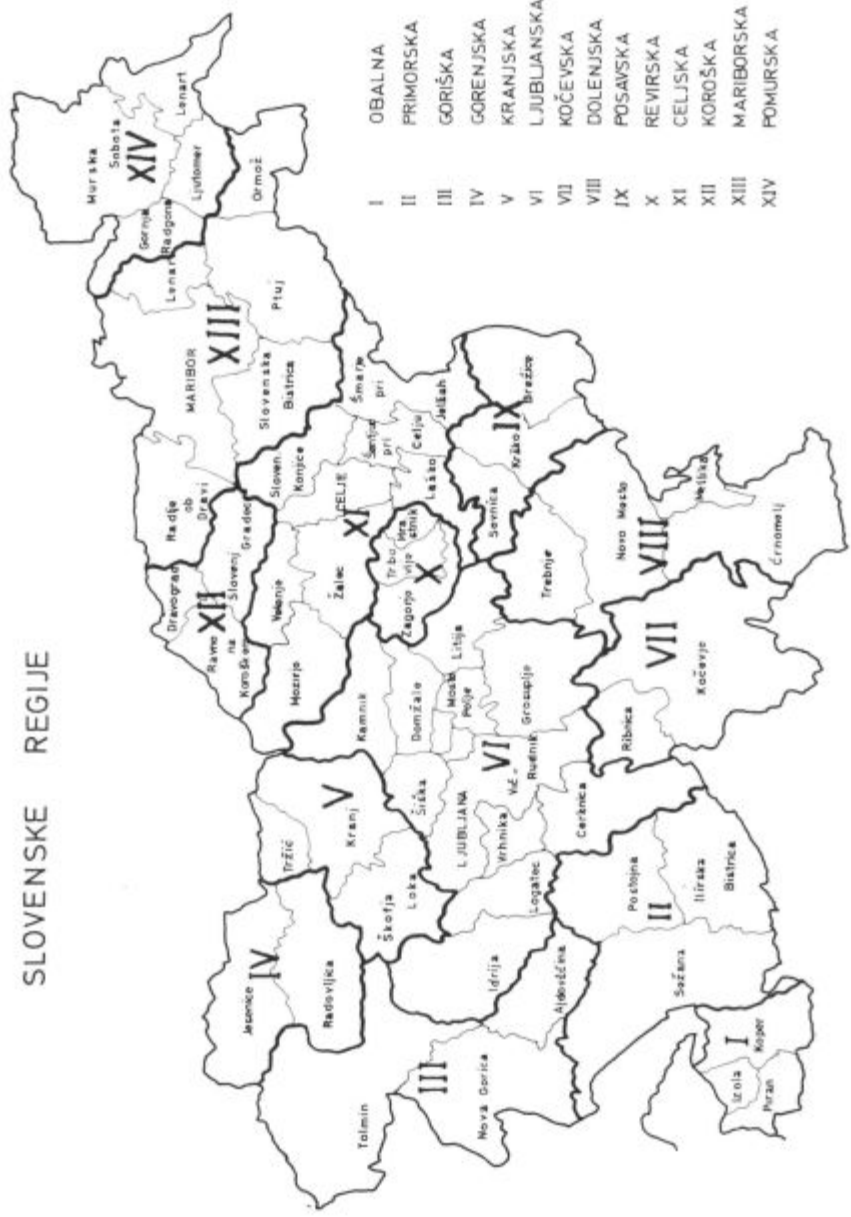 SLOVENSKE REGIJE
Murska
Sobota
XIV
Lenart
Gornja
Radgona
Ljutomer
Ormož
Lenart
MARIBOR
XIII
Ptuj
Slovenska
Bistrica
Radlje
ob
Dravi
Dravograd
XII
Slovenj
Gradec
Ravne
na
Koroškem
Sloven.
Konjice
Šmarje
pri
Jelšah
Šentjur
pri
Celju
CELJE
XI
Laško
Velenje
Žalec
Mozirje
Hra
stnik
Trbo
vlje
X
Zagorje
Sevnica
Krško
IX
Brežice
Trebnje
Novo Mesto
VIII
Metlika
Črnomelj
Kamnik
Domžale
Litija
Moste
Polje
Grosuplje
Šiška
LJUBLJANA
VI
Vič -
Rudnik
Vrhnika
Logatec
Cerknica
Ribnica
VII
Kočevje
Tržič
V
Kranj
Škofja
Loka
Jesenice
IV
Radovljica
Tolmin
III
Nova Gorica
Idrija
Ajdovščina
Postojna
II
Ilirska
Bistrica
Sežana
I
Koper
Izola
Piran
I OBALNA
II PRIMORSKA
III GORIŠKA
IV GORENJSKA
V KRANJSKA
VI LJUBLJANSKA
VII KOČEVSKA
VIII DOLENJSKA
IX POSAVSKA
X REVIRSKA
XI CELJSKA
XII KOROŠKA
XIII MARIBORSKA
XIV POMURSKA